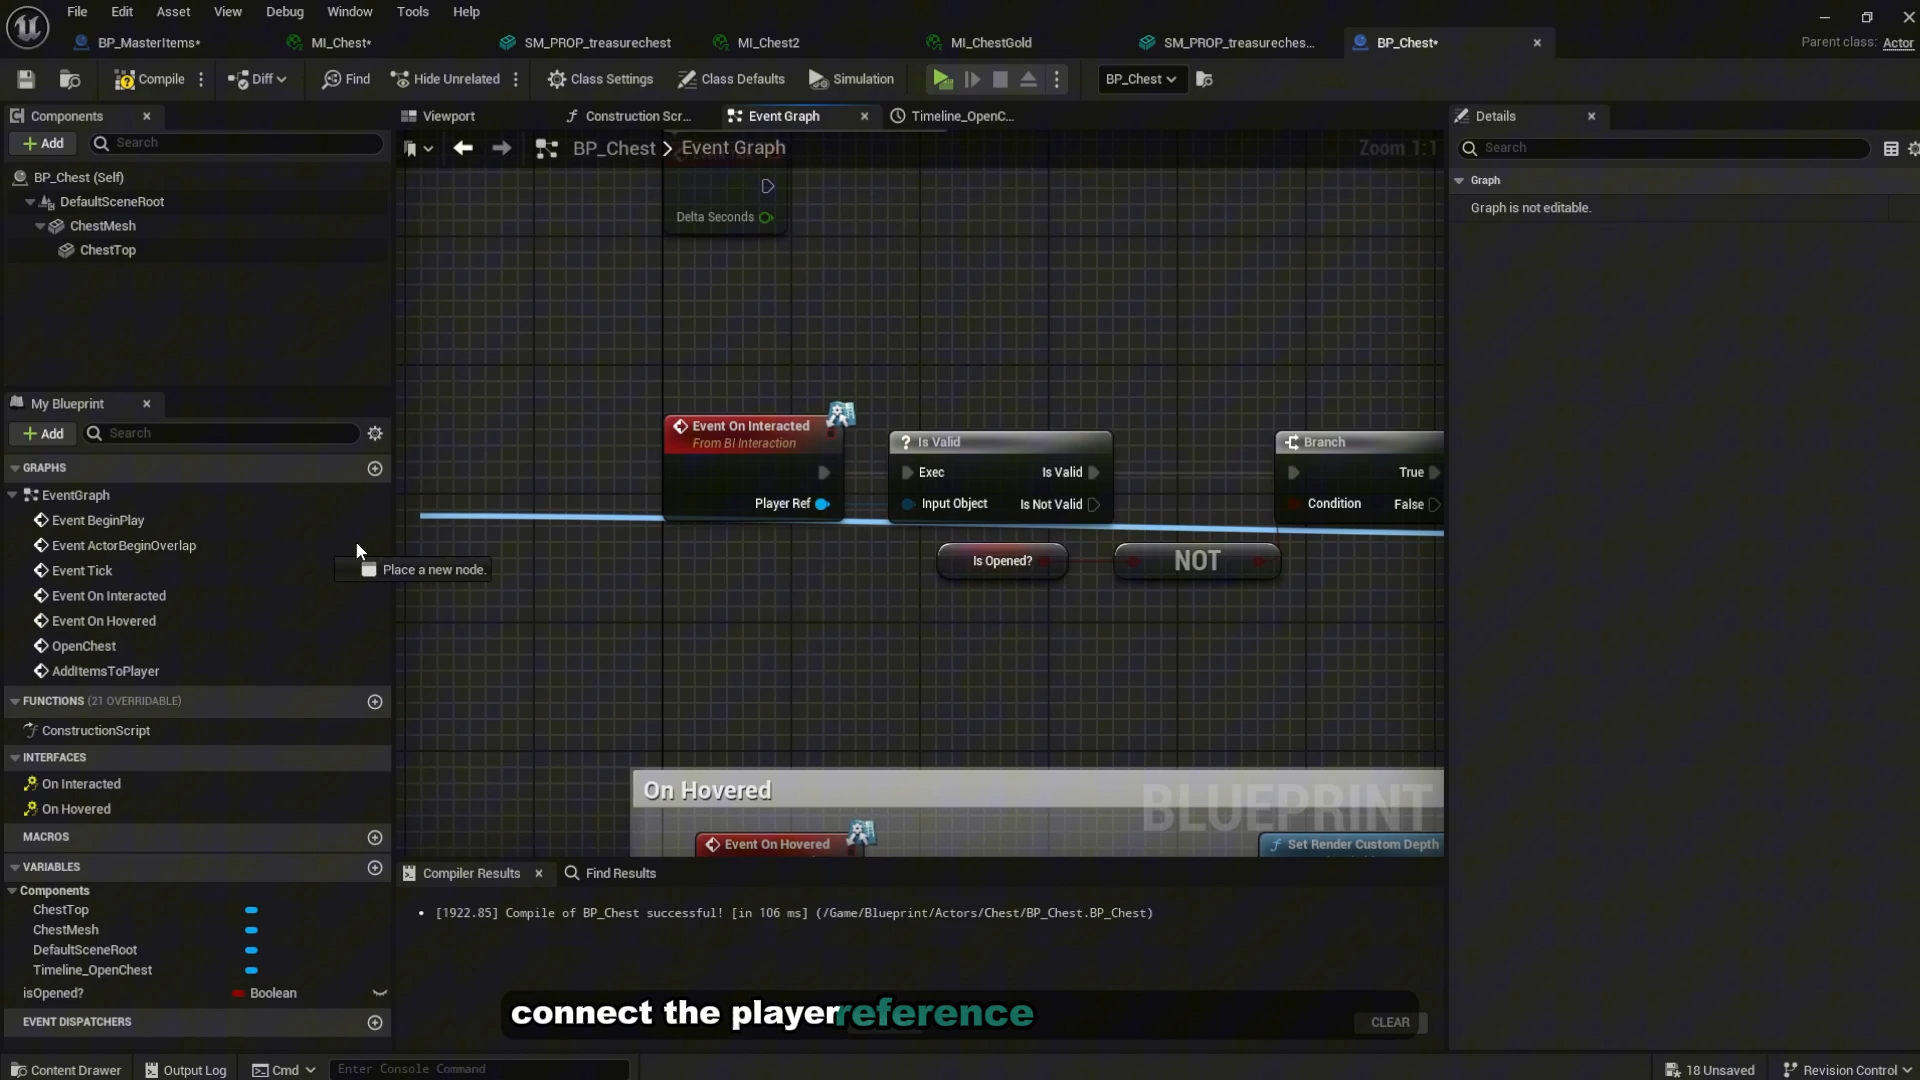 File Edit Asset View Debug Window Tools Help
BP_MasterItems* MI_Chest* SM_PROP_treasurechest MI_Chest2 MI_ChestGold SM_PROP_treasureches... BP_Chest* Parent class: Actor
Compile Diff Find Hide Unrelated Class Settings Class Defaults Simulation BP_Chest
Components Viewport Construction Scr... Event Graph Timeline_OpenC... Details
Add Search BP_Chest > Event Graph Zoom 1:1 Search
BP_Chest (Self) Graph
DefaultSceneRoot Graph is not editable.
ChestMesh Delta Seconds
ChestTop
My Blueprint
Add Search
Event On Interacted
From BI Interaction
Is Valid Branch
GRAPHS Exec Is Valid True
EventGraph Player Ref Input Object Is Not Valid Condition False
Event BeginPlay
Event ActorBeginOverlap
Place a new node. Is Opened? NOT
Event Tick
Event On Interacted
Event On Hovered
OpenChest
AddItemsToPlayer
FUNCTIONS (21 OVERRIDABLE)
ConstructionScript
INTERFACES
On Interacted On Hovered
On Hovered BLUEPRINT
MACROS Event On Hovered Set Render Custom Depth
VARIABLES Compiler Results Find Results
Components
ChestTop • [1922.85] Compile of BP_Chest successful! [in 106 ms] (/Game/Blueprint/Actors/Chest/BP_Chest.BP_Chest)
ChestMesh
DefaultSceneRoot
Timeline_OpenChest
isOpened? Boolean
EVENT DISPATCHERS connect the player reference CLEAR
Content Drawer Output Log Cmd Enter Console Command 18 Unsaved Revision Control